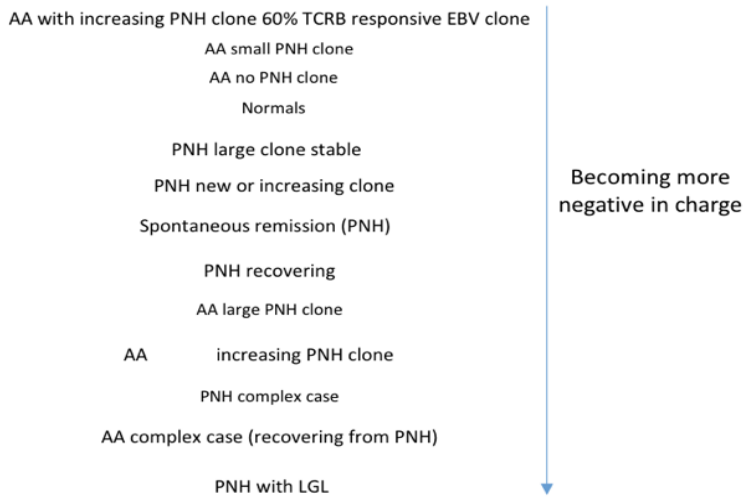 AA with increasing PNH clone 60% TCRB responsive EBV clone
AA small PNH clone
AA no PNH clone
Normals
PNH large clone stable
PNH new or increasing clone
Spontaneous remission (PNH)
PNH recovering
AA large PNH clone
AA increasing PNH clone
PNH complex case
AA complex case (recovering from PNH)
PNH with LGL
Becoming more
negative in charge